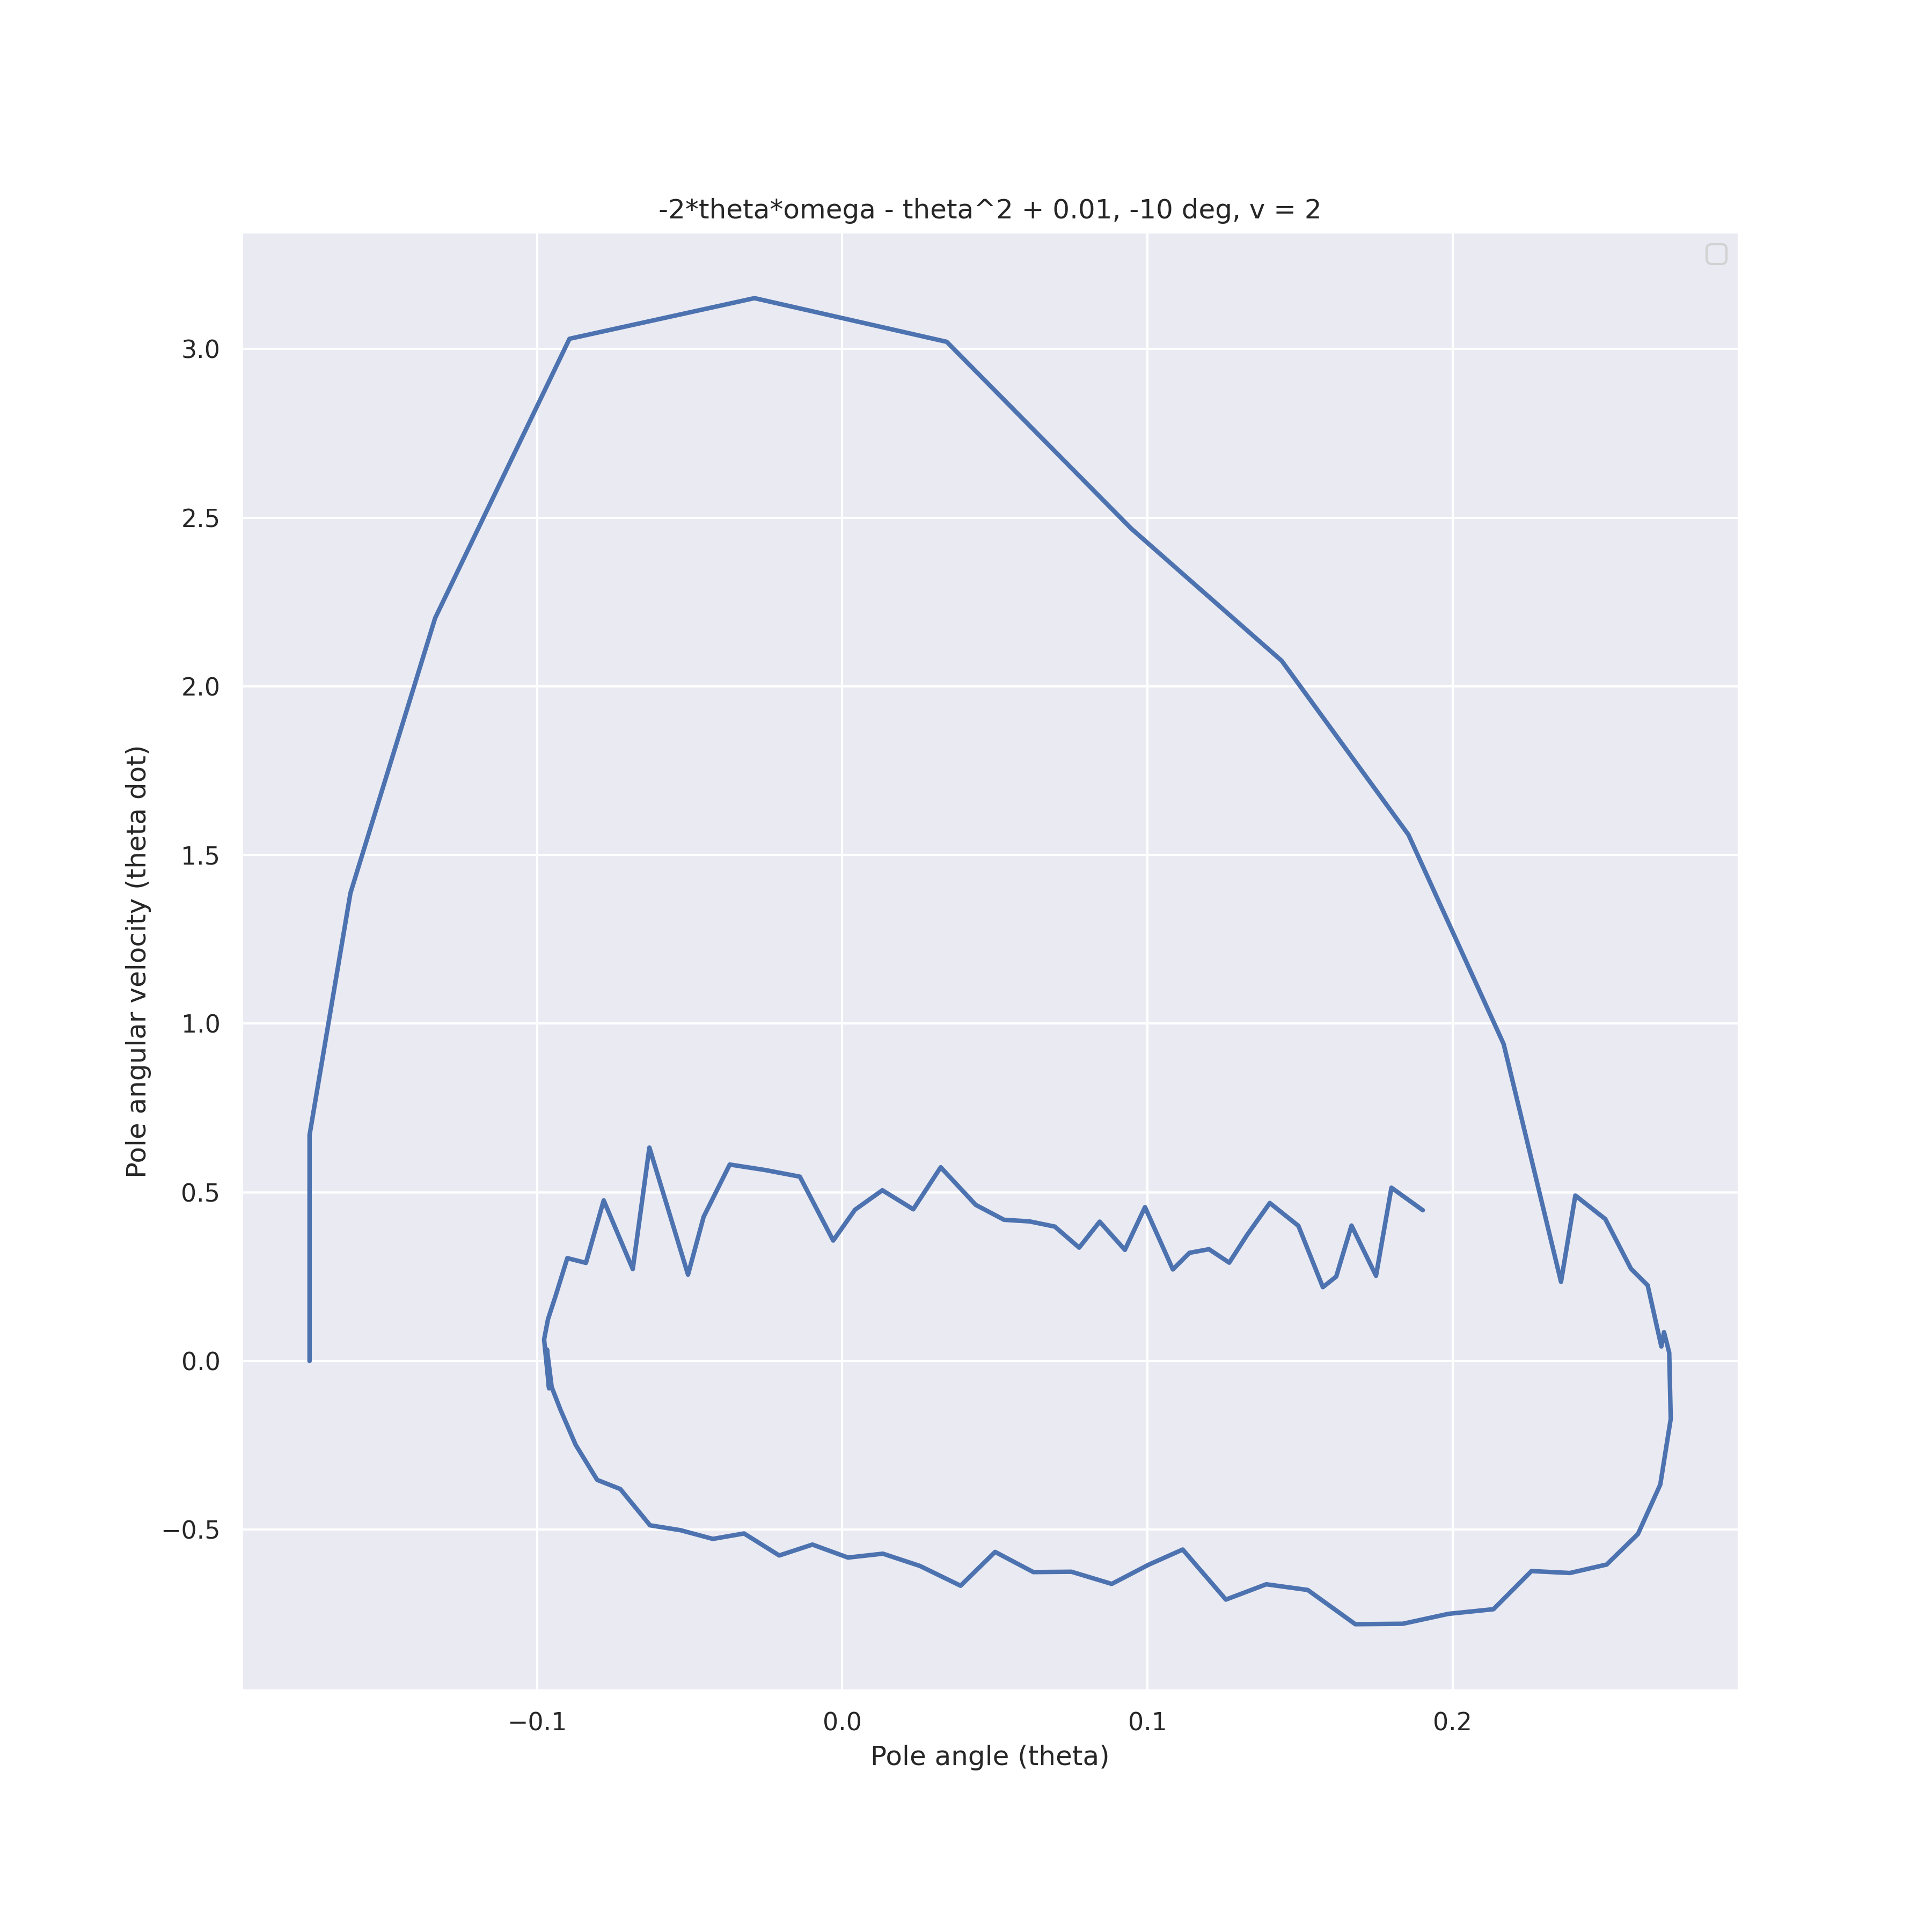 -2*theta*omega - theta^2 + 0.01, -10 deg, v = 2
3.0
2.5
2.0
1.5
1.0
0.5
0.0
−0.5
Pole angular velocity (theta dot)
−0.1 0.0 0.1 0.2
Pole angle (theta)